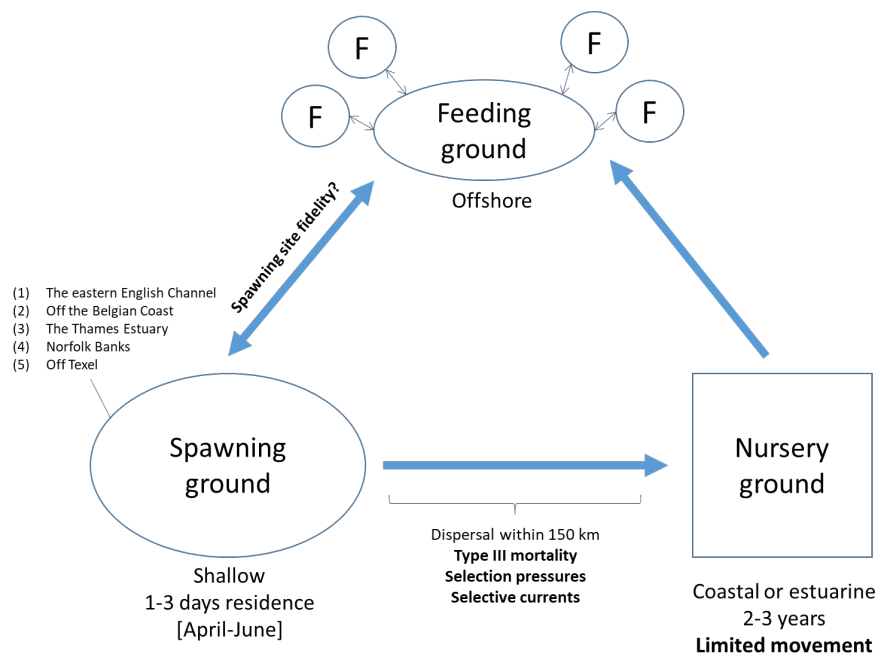 F
F
F
F
Feeding
ground
Offshore
Spawning site fidelity?
(1) The eastern English Channel
(2) Off the Belgian Coast
(3) The Thames Estuary
(4) Norfolk Banks
(5) Off Texel
Spawning
ground
Shallow
1-3 days residence
[April-June]
Dispersal within 150 km
Type III mortality
Selection pressures
Selective currents
Nursery
ground
Coastal or estuarine
2-3 years
Limited movement